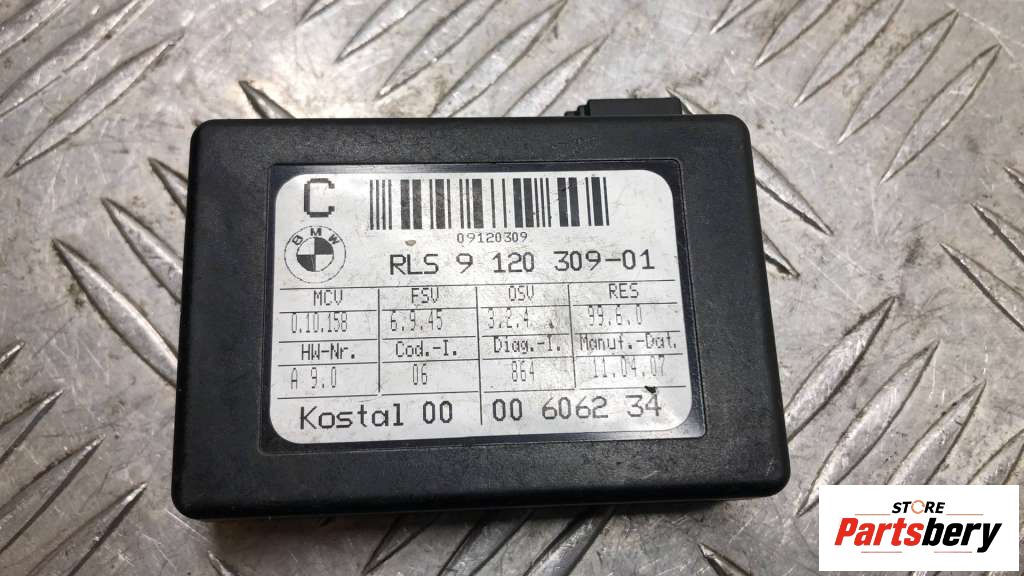 C
09120309
BMW
RLS 9 120 309-01
MCV FSV OSV RES
0.10.158 6.9.45 3.2.4 99.6.0
HW-Nr. Cod.-I. Diag.-I. Manuf.-Dat.
A 9.0 06 864 11.04.07
Kostal 00 00 6062 34
STORE
Partsbery